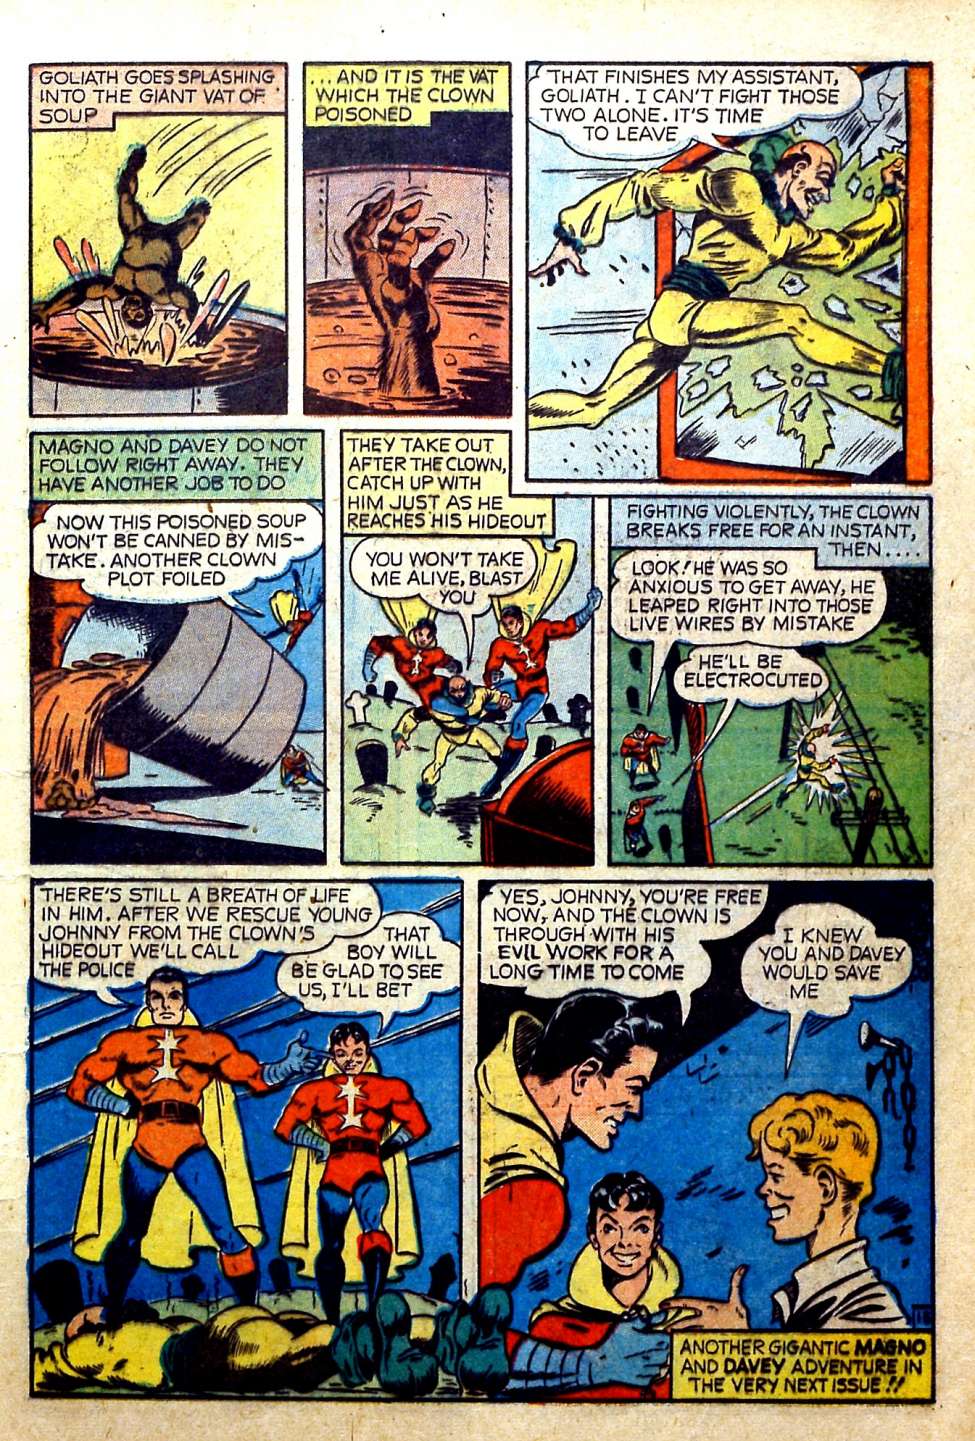 GOLIATH GOES SPLASHING
INTO THE GIANT VAT OF
SOUP
...AND IT IS THE VAT
WHICH THE CLOWN
POISONED
THAT FINISHES MY ASSISTANT,
GOLIATH. I CAN'T FIGHT THOSE
TWO ALONE. IT'S TIME
TO LEAVE
MAGNO AND DAVEY DO NOT
FOLLOW RIGHT AWAY. THEY
HAVE ANOTHER JOB TO DO
NOW THIS POISONED SOUP
WON'T BE CANNED BY MIS-
TAKE. ANOTHER CLOWN
PLOT FOILED
THEY TAKE OUT
AFTER THE CLOWN,
CATCH UP WITH
HIM JUST AS HE
REACHES HIS HIDEOUT
YOU WON'T TAKE
ME ALIVE, BLAST
YOU
FIGHTING VIOLENTLY, THE CLOWN
BREAKS FREE FOR AN INSTANT,
THEN....
LOOK! HE WAS SO
ANXIOUS TO GET AWAY, HE
LEAPED RIGHT INTO THOSE
LIVE WIRES BY MISTAKE
HE'LL BE
ELECTROCUTED
THERE'S STILL A BREATH OF LIFE
IN HIM. AFTER WE RESCUE YOUNG
JOHNNY FROM THE CLOWN'S
HIDEOUT WE'LL CALL
THE POLICE
THAT
BOY WILL
BE GLAD TO SEE
US, I'LL BET
YES, JOHNNY, YOU'RE FREE
NOW, AND THE CLOWN IS
THROUGH WITH HIS
EVIL WORK FOR A
LONG TIME TO COME
I KNEW
YOU AND DAVEY
WOULD SAVE
ME
ANOTHER GIGANTIC MAGNO
AND DAVEY ADVENTURE IN
THE VERY NEXT ISSUE!!